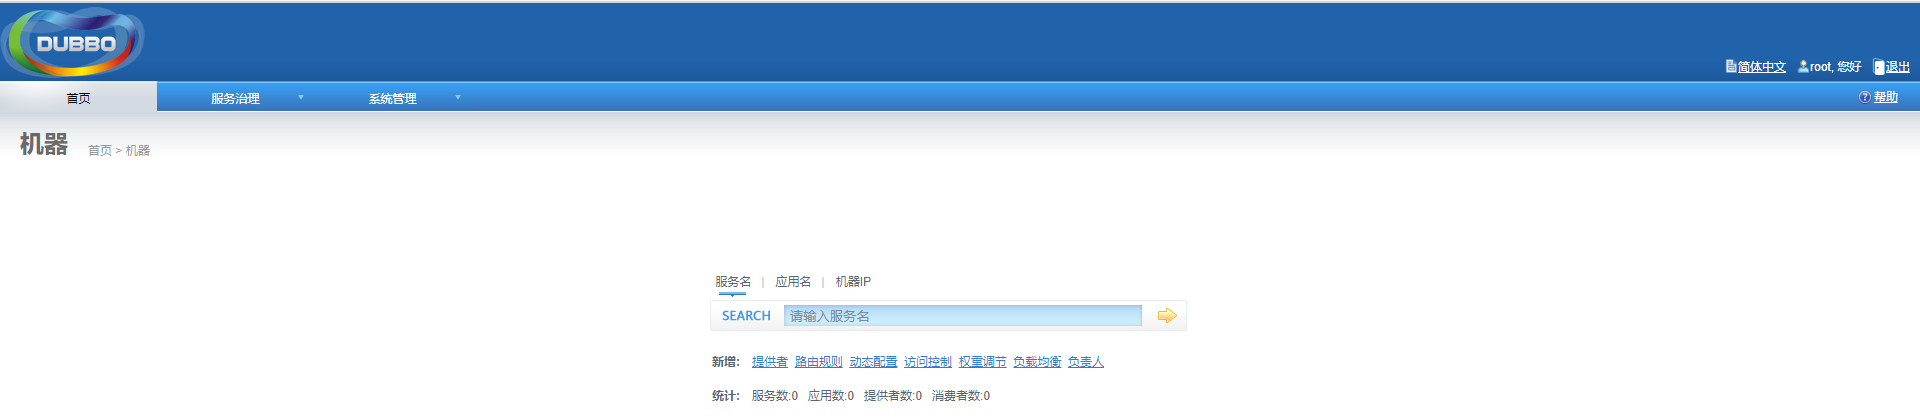 DUBBO
简体中文 root, 您好 退出
首页 服务治理 系统管理 帮助
机器 首页 > 机器
服务名 | 应用名 | 机器IP
SEARCH 请输入服务名
新增: 提供者 路由规则 动态配置 访问控制 权重调节 负载均衡 负责人
统计: 服务数:0 应用数:0 提供者数:0 消费者数:0